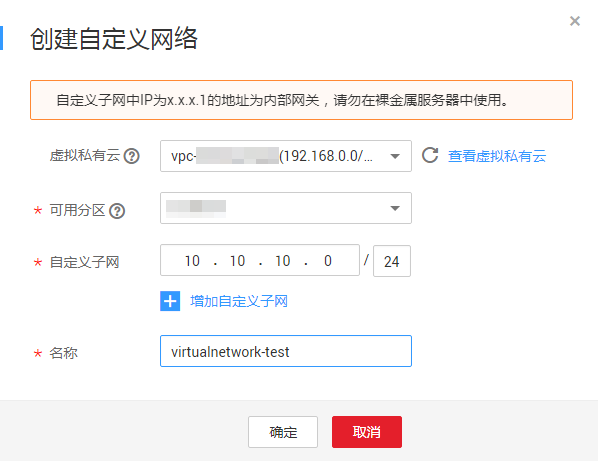 创建自定义网络
自定义子网中IP为x.x.x.1的地址为内部网关，请勿在裸金属服务器中使用。
虚拟私有云 ? vpc- (192.168.0.0/... 查看虚拟私有云
* 可用分区 ?
* 自定义子网 10 . 10 . 10 . 0 / 24
增加自定义子网
* 名称 virtualnetwork-test
确定 取消